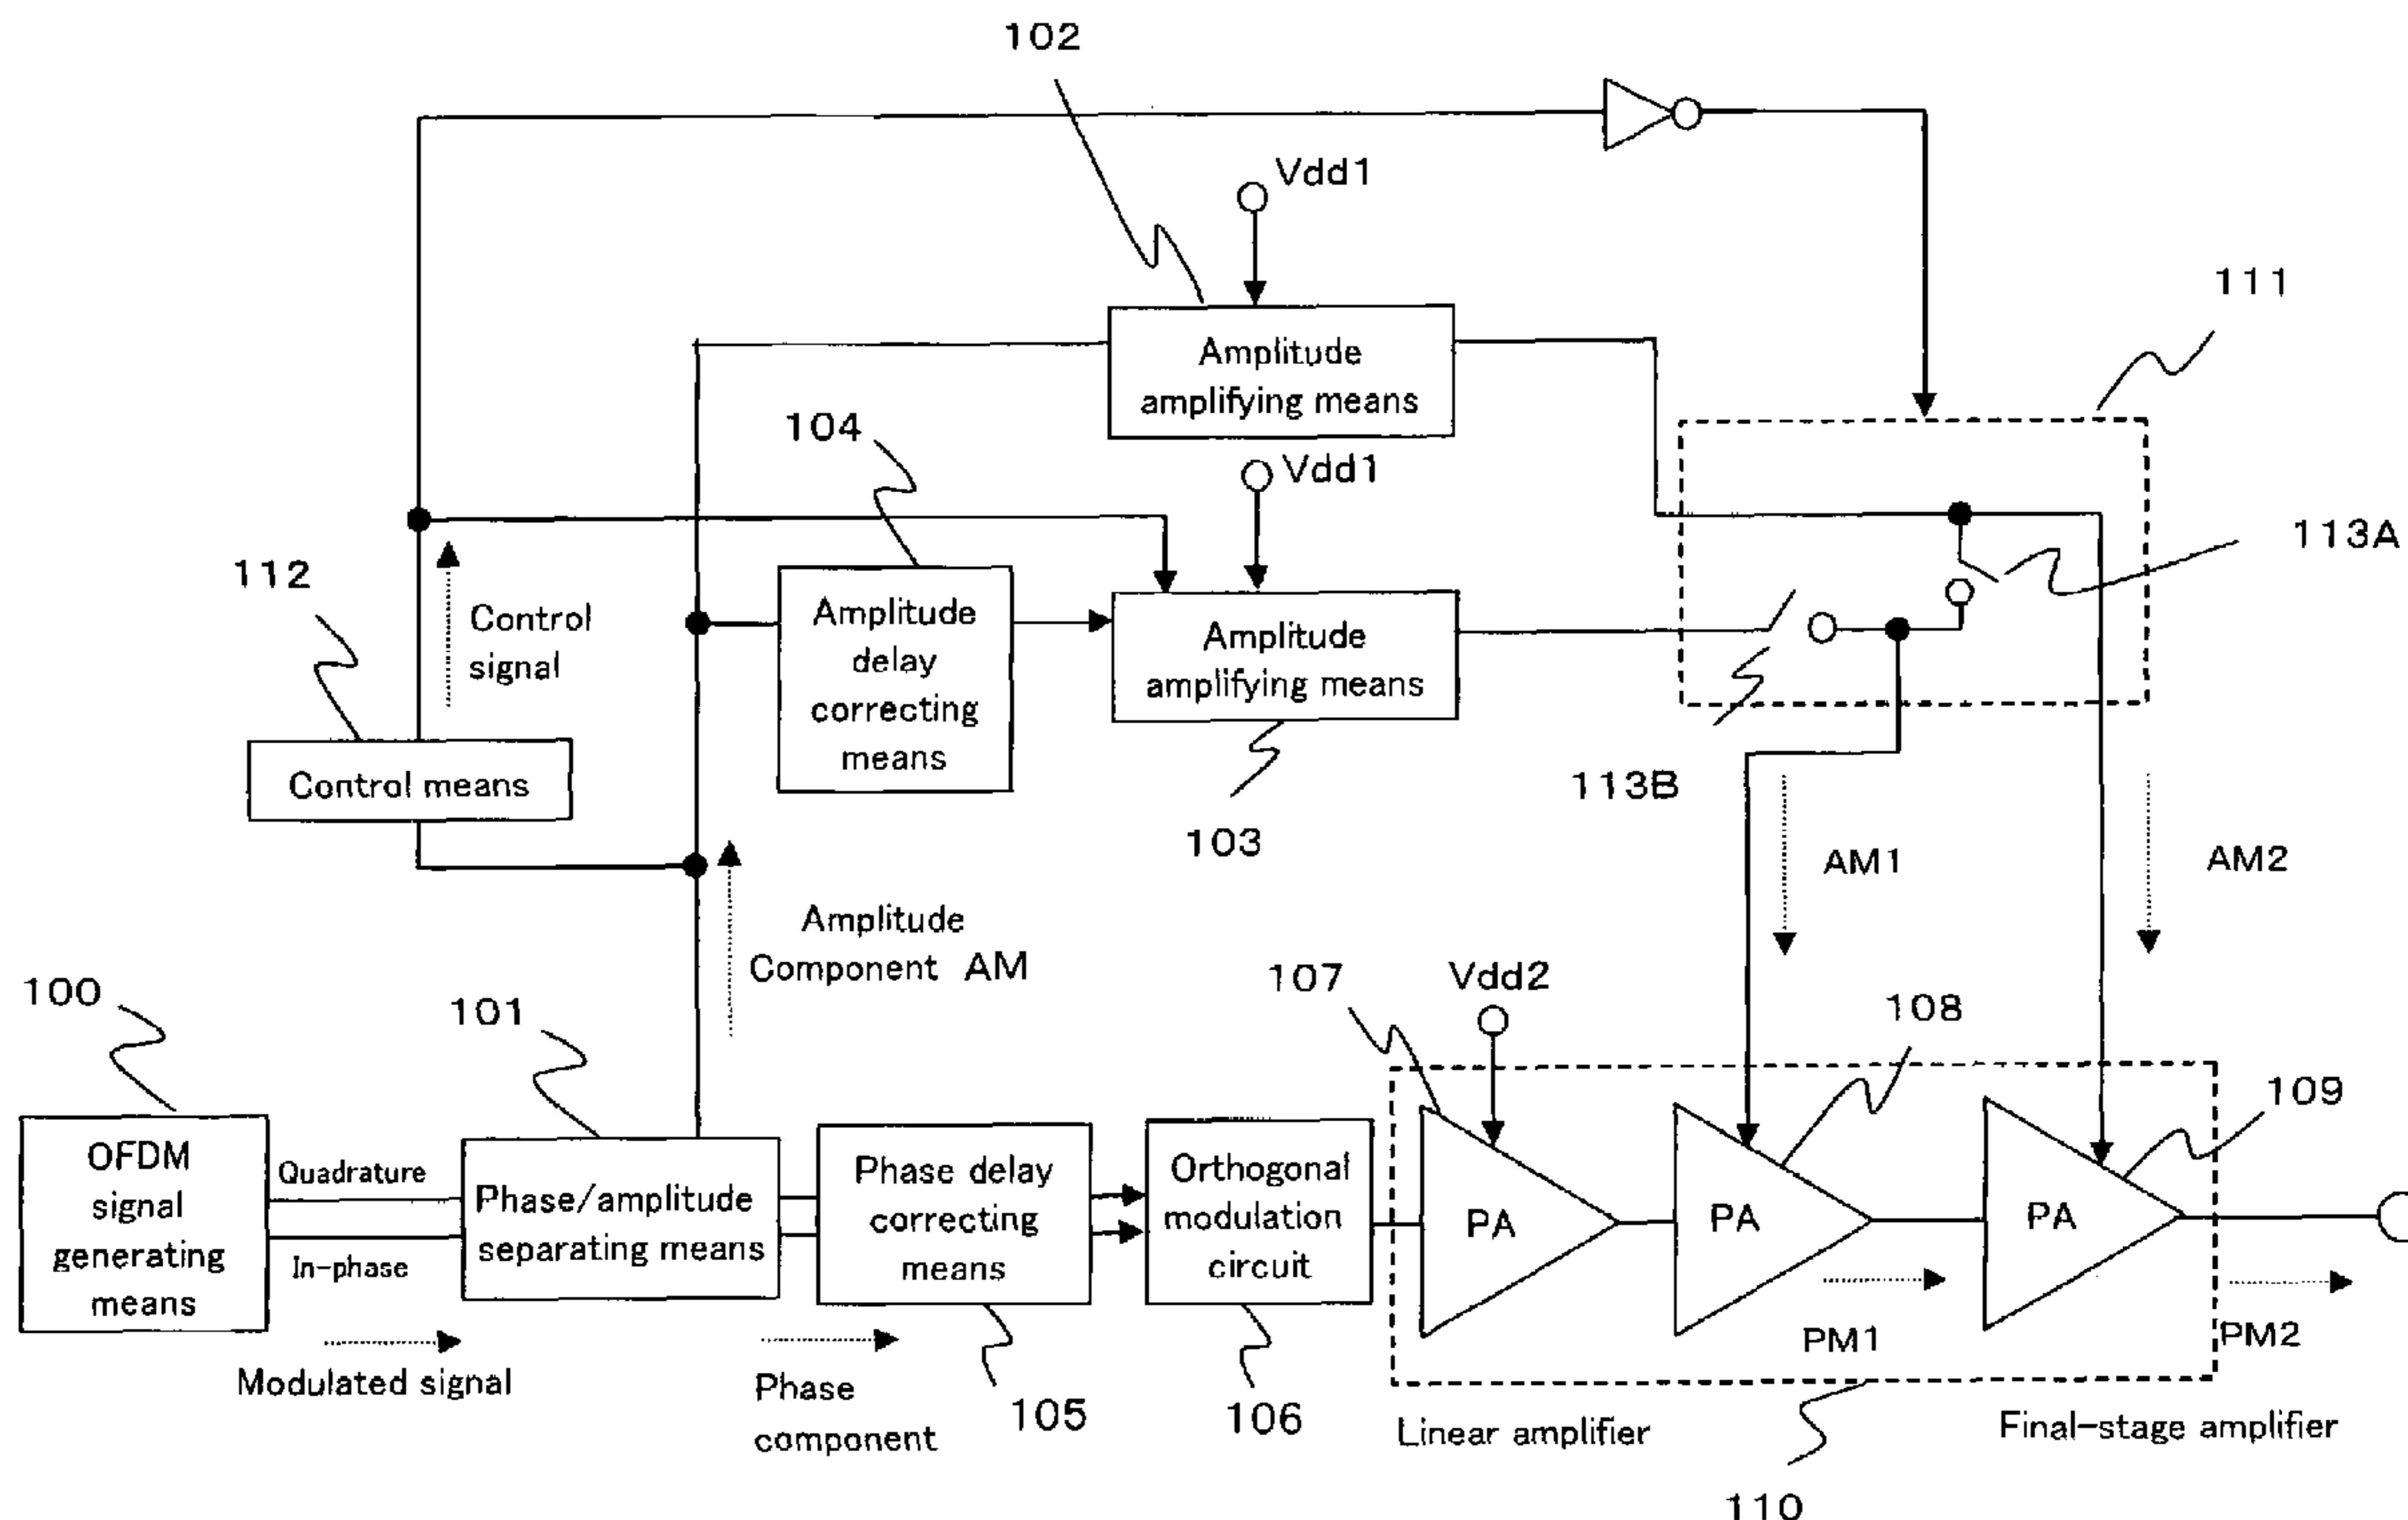 102
Vdd1
111
Amplitude
amplifying means
104
Vdd1
113A
112
Control
signal
Amplitude
delay
correcting
means
Amplitude
amplifying means
Control means
113B
103
AM1
AM2
Amplitude
Component AM
100
101
107
Vdd2
108
109
OFDM
signal
generating
means
Quadrature
In-phase
Phase/amplitude
separating means
Phase delay
correcting
means
Orthogonal
modulation
circuit
PA
PA
PA
PM1
PM2
Modulated signal
Phase
component
105
106
Linear amplifier
Final-stage amplifier
110